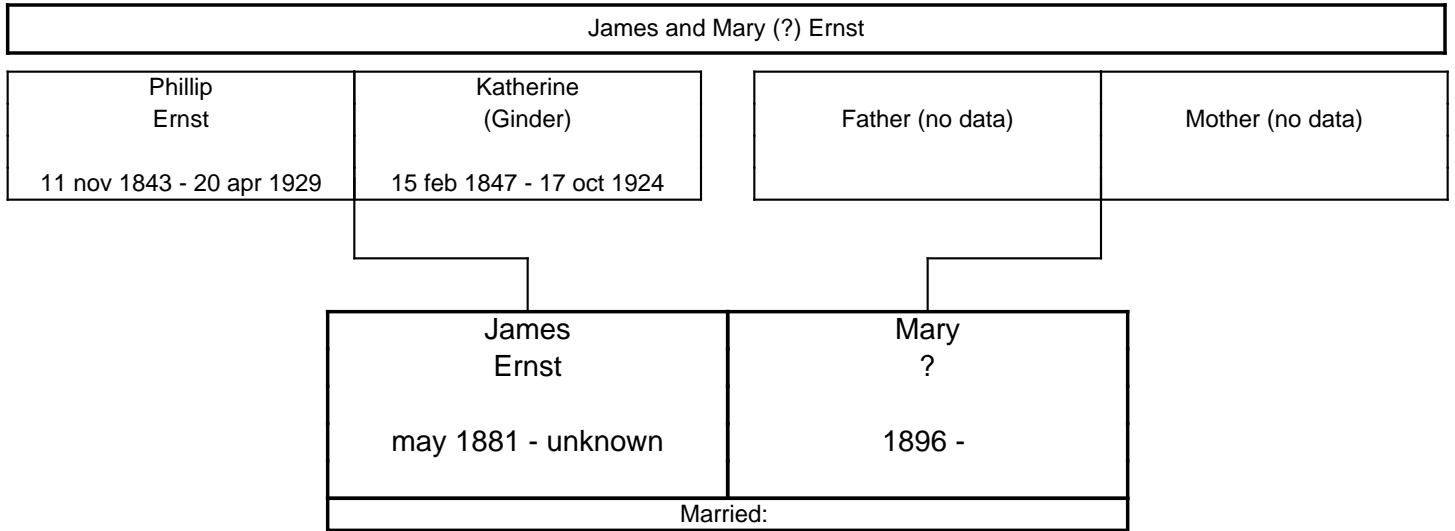 James and Mary (?) Ernst
Phillip
Ernst
11 nov 1843 - 20 apr 1929
Katherine
(Ginder)
15 feb 1847 - 17 oct 1924
Father (no data)
Mother (no data)
James
Ernst
may 1881 - unknown
Mary
?
1896 -
Married: